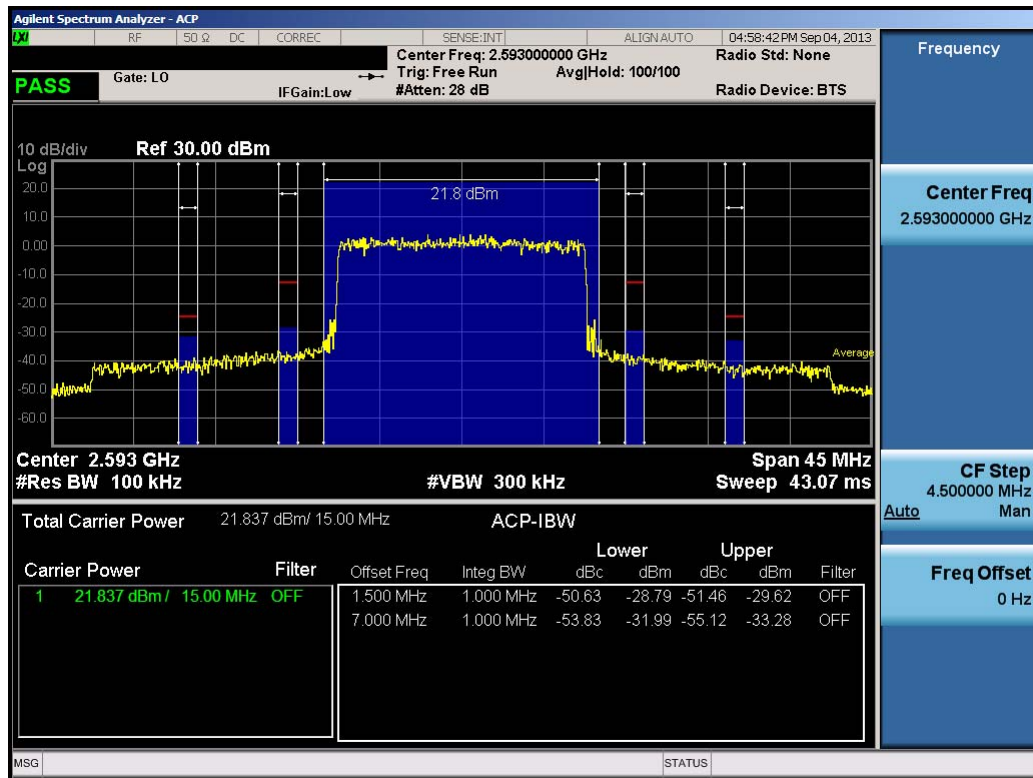 Agilent Spectrum Analyzer - ACP
LXI RF 50 Ω DC CORREC SENSE:INT ALIGN AUTO 04:58:42 PM Sep 04, 2013
Center Freq: 2.593000000 GHz Radio Std: None
Trig: Free Run Avg|Hold: 100/100
PASS Gate: LO IFGain:Low #Atten: 28 dB Radio Device: BTS
10 dB/div Ref 30.00 dBm
Log
20.0
10.0
0.00
-10.0
-20.0
-30.0
-40.0
-50.0
-60.0
21.8 dBm
Average
Center 2.593 GHz Span 45 MHz
#Res BW 100 kHz #VBW 300 kHz Sweep 43.07 ms
Total Carrier Power 21.837 dBm/ 15.00 MHz ACP-IBW
Lower Upper
Carrier Power Filter Offset Freq Integ BW dBc dBm dBc dBm Filter
1 21.837 dBm / 15.00 MHz OFF 1.500 MHz 1.000 MHz -50.63 -28.79 -51.46 -29.62 OFF
7.000 MHz 1.000 MHz -53.83 -31.99 -55.12 -33.28 OFF
MSG STATUS
Frequency
Center Freq
2.593000000 GHz
CF Step
4.500000 MHz
Auto Man
Freq Offset
0 Hz